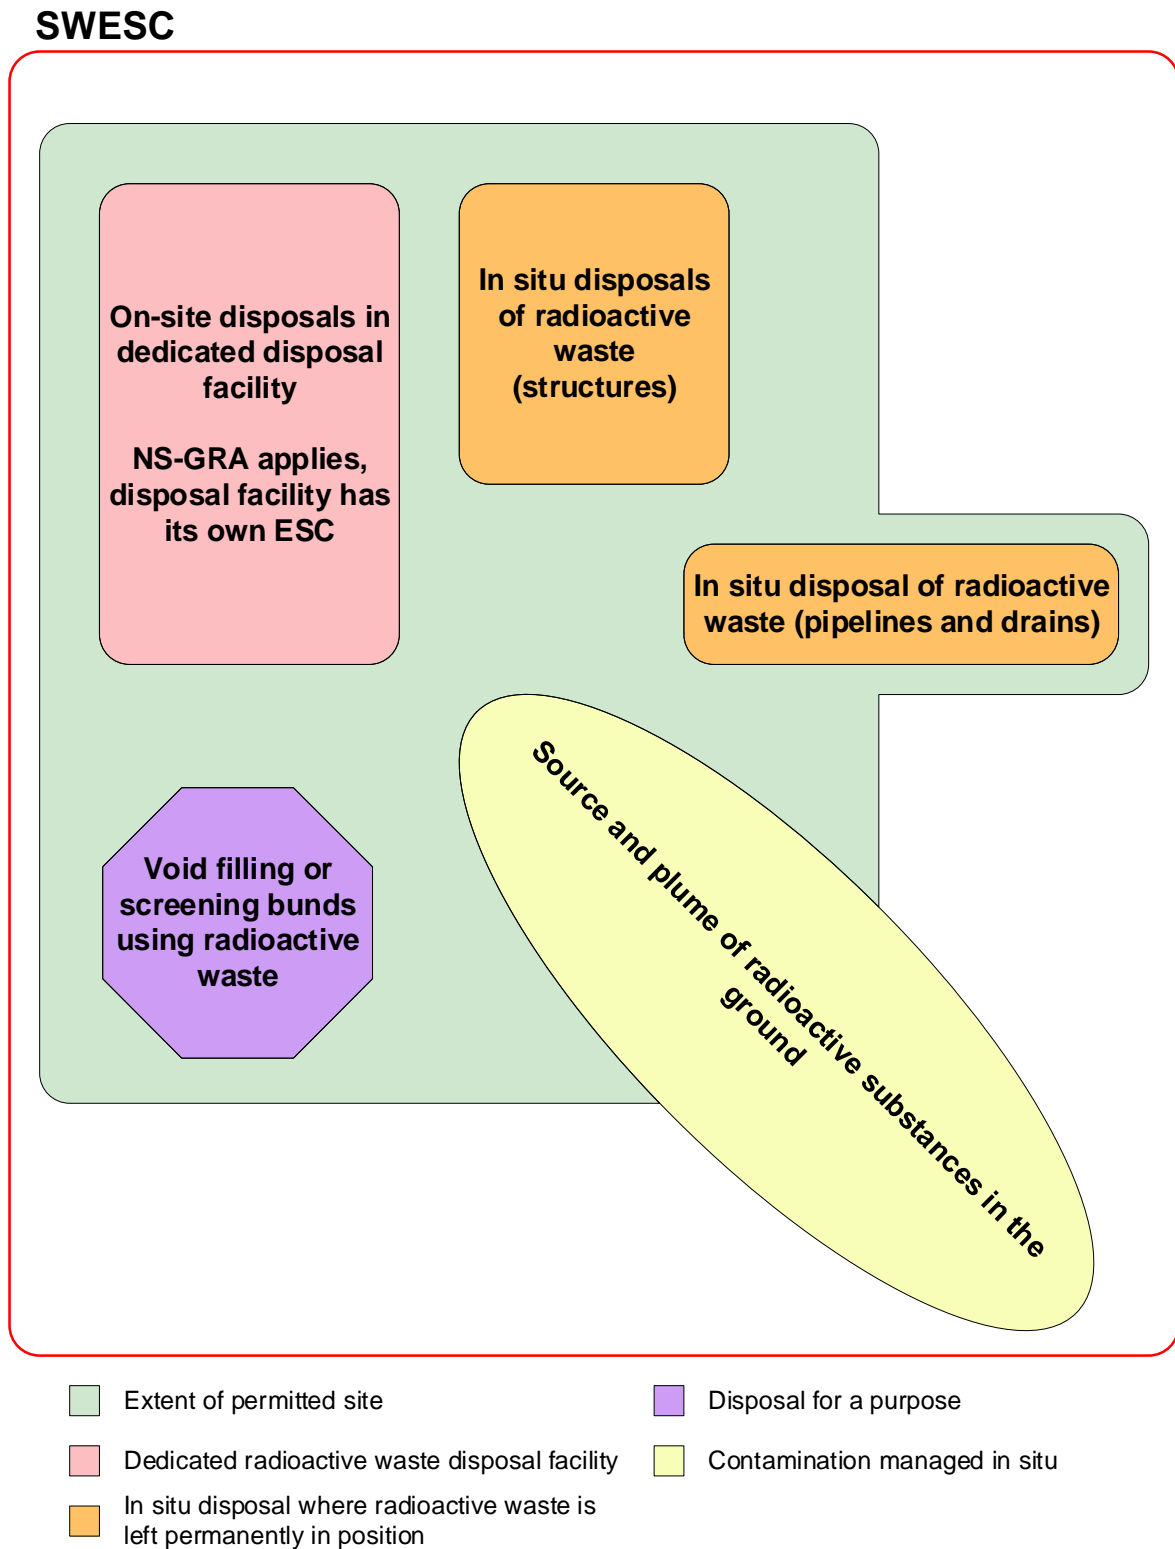 SWESC
On-site disposals in
dedicated disposal
facility
NS-GRA applies,
disposal facility has
its own ESC
In situ disposals
of radioactive
waste
(structures)
In situ disposal of radioactive
waste (pipelines and drains)
Void filling or
screening bunds
using radioactive
waste
Source and plume of radioactive substances in the
ground
Extent of permitted site
Dedicated radioactive waste disposal facility
In situ disposal where radioactive waste is
left permanently in position
Disposal for a purpose
Contamination managed in situ